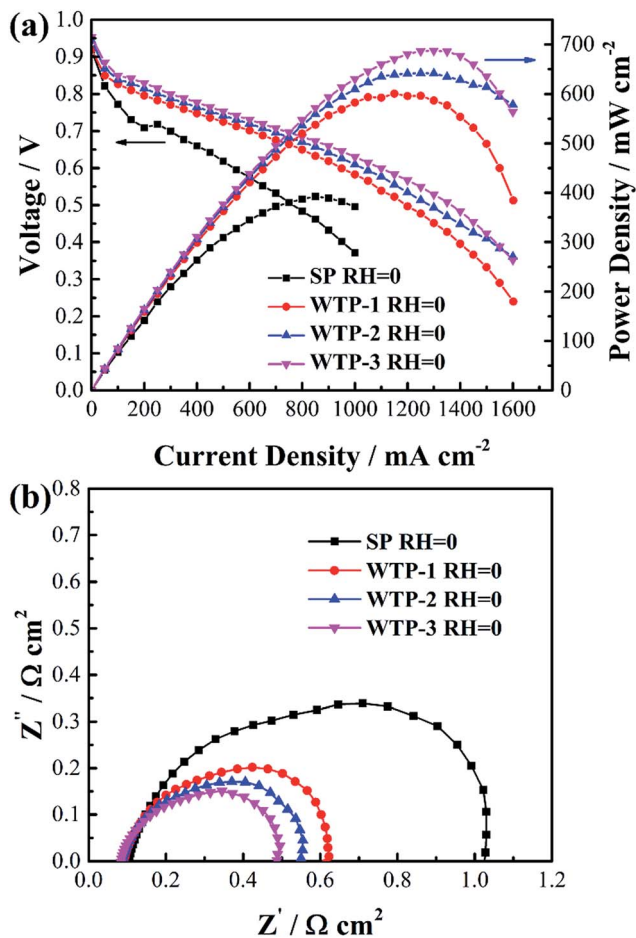 (a)
1.0
0.9
0.8
0.7
0.6
0.5
0.4
0.3
0.2
0.1
0.0
Voltage / V
700
600
500
400
300
200
100
0
Power Density / mW cm-2
SP RH=0
WTP-1 RH=0
WTP-2 RH=0
WTP-3 RH=0
0 200 400 600 800 1000 1200 1400 1600
Current Density / mA cm-2
(b)
0.8
0.7
0.6
0.5
0.4
0.3
0.2
0.1
0.0
Z'' / Ω cm2
SP RH=0
WTP-1 RH=0
WTP-2 RH=0
WTP-3 RH=0
0.0 0.2 0.4 0.6 0.8 1.0 1.2
Z' / Ω cm2